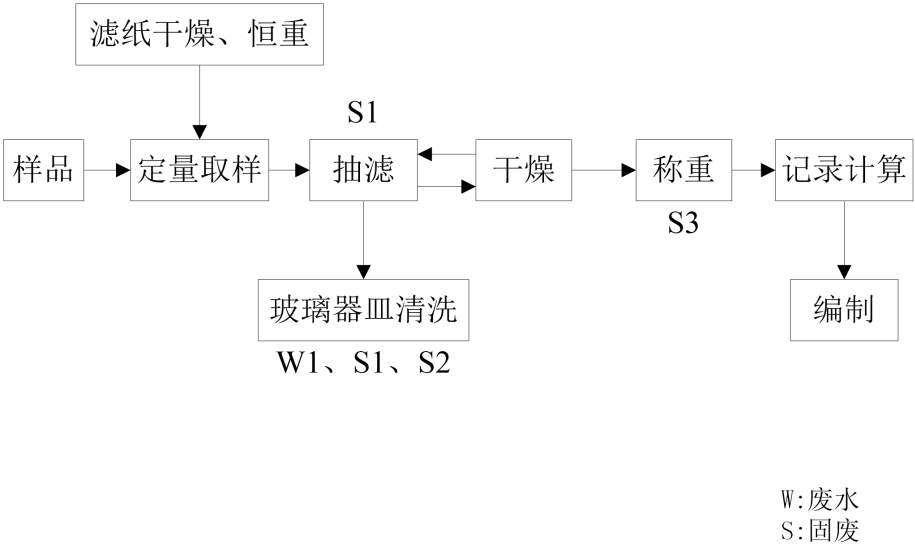 滤纸干燥、恒重
S1
样品
定量取样
抽滤
干燥
称重
记录计算
S3
玻璃器皿清洗
编制
W1、S1、S2
W:废水
S:固废